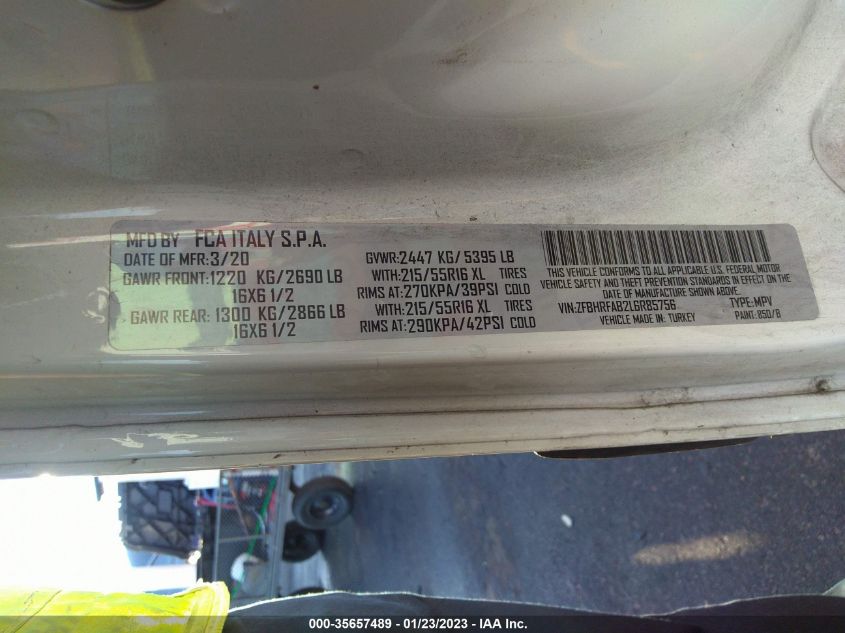 MFD BY FCA ITALY S.P.A.
DATE OF MFR:3/20
GAWR FRONT:1220 KG/2690 LB
16X6 1/2
GAWR REAR: 1300 KG/2866 LB
16X6 1/2
GVWR:2447 KG/5395 LB
WITH:215/55R16 XL TIRES
RIMS AT:270KPA/39PSI COLD
WITH:215/55R16 XL TIRES
RIMS AT:290KPA/42PSI COLD
THIS VEHICLE CONFORMS TO ALL APPLICABLE U.S. FEDERAL MOTOR
VEHICLE SAFETY AND THEFT PREVENTION STANDARDS IN EFFECT ON THE
DATE OF MANUFACTURE SHOWN ABOVE.
VIN:ZFBHRFAB2L6R85756 TYPE: MPV
VEHICLE MADE IN: TURKEY PAINT: 850/B
000-35657489 - 01/23/2023 - IAA Inc.